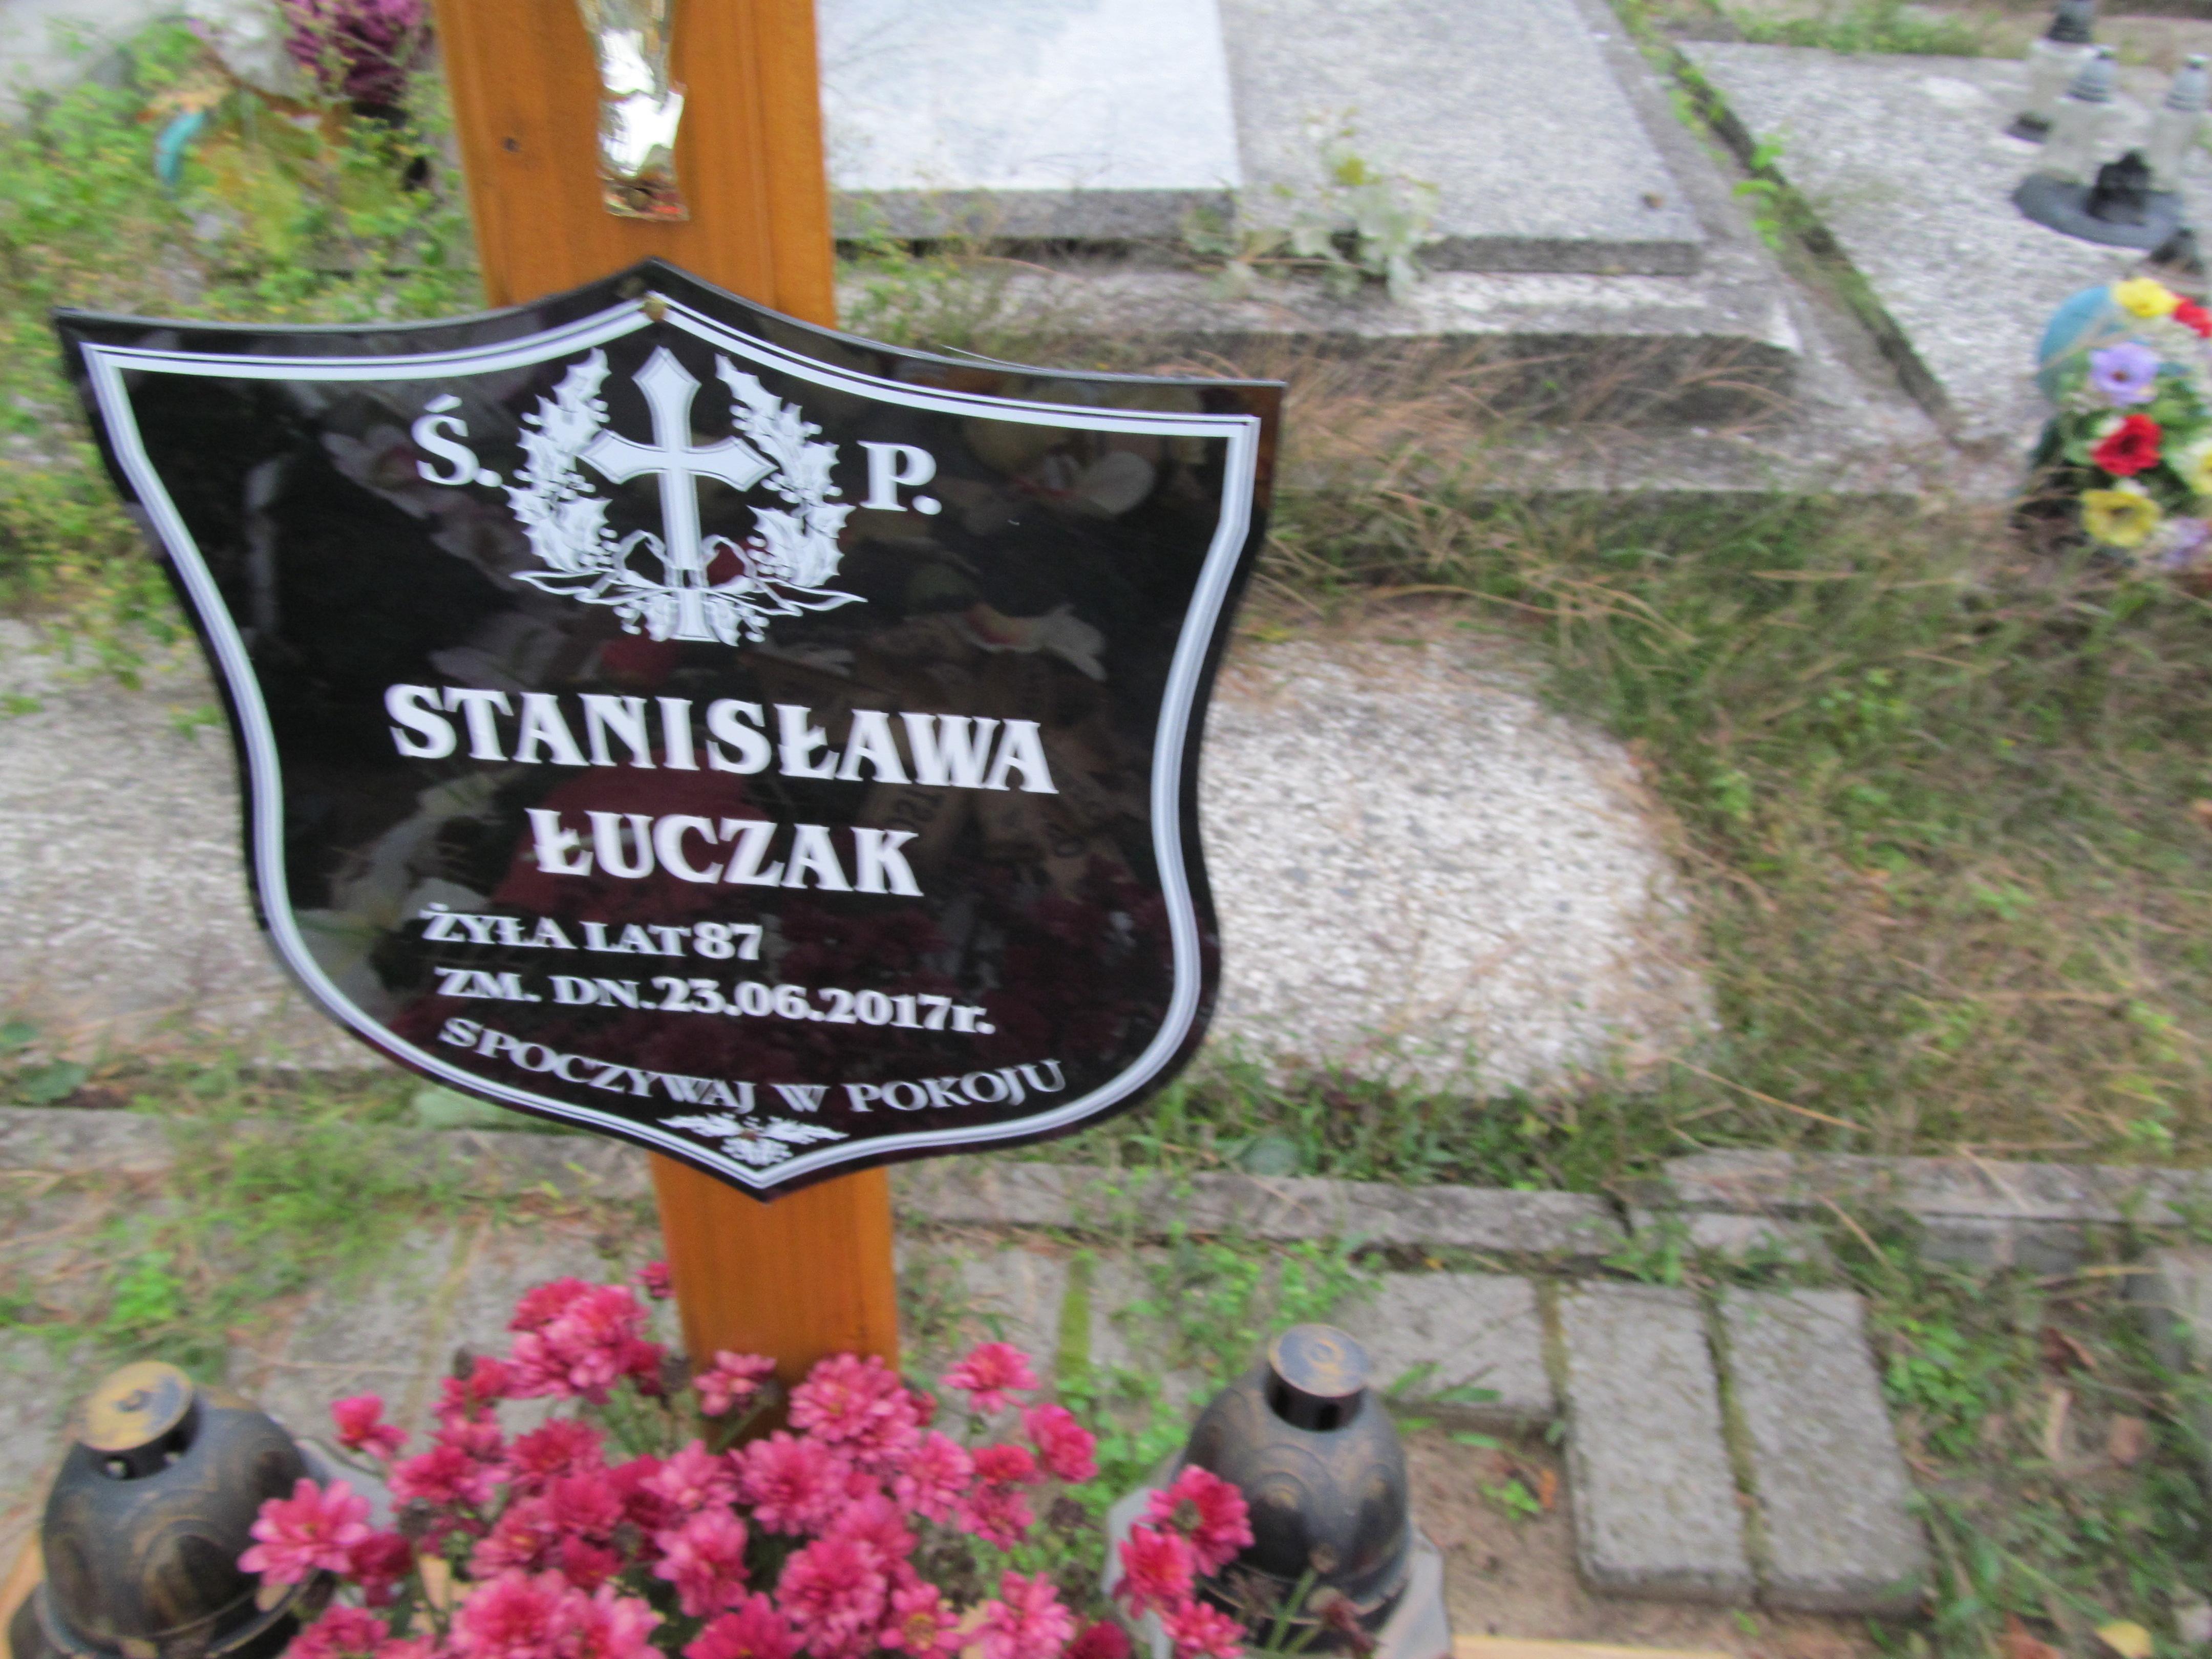 Ś. P.
STANISŁAWA
ŁUCZAK
ŻYŁA LAT 87
ZM. DN. 23.06.2017r.
SPOCZYWAJ W POKOJU